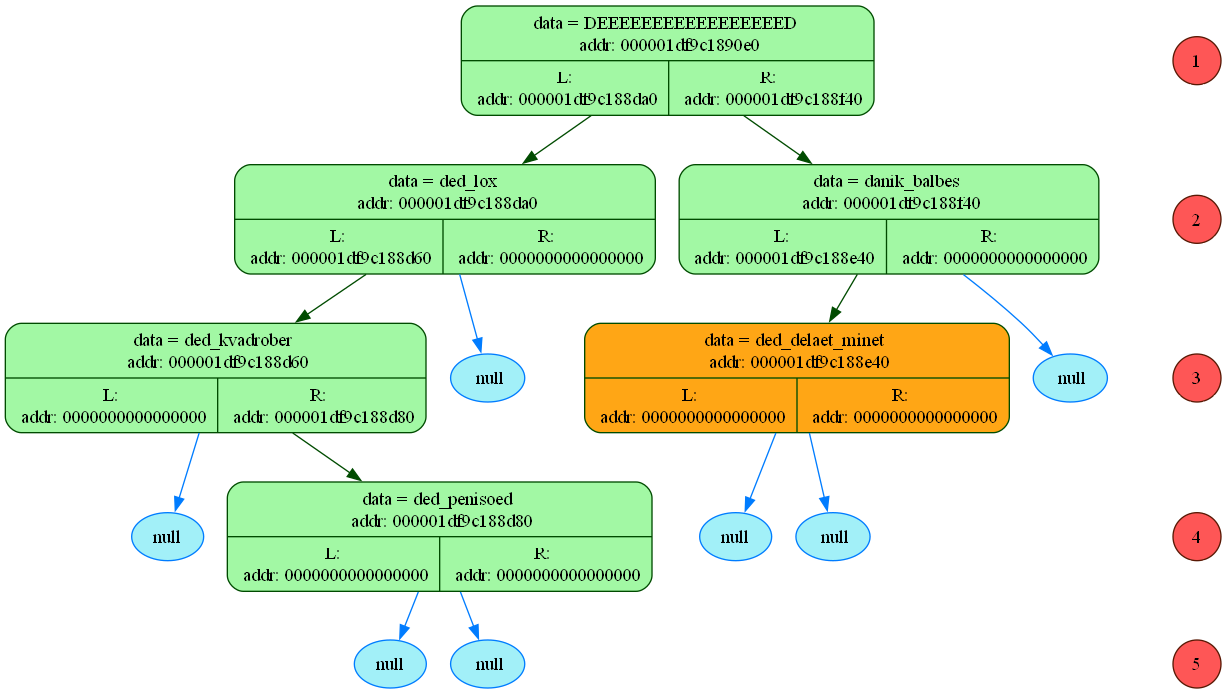 data = DEEEEEEEEEEEEEEEEEED
addr: 000001df9c1890e0
L:
addr: 000001df9c188da0
R:
addr: 000001df9c188f40
1
data = ded_lox
addr: 000001df9c188da0
L:
addr: 000001df9c188d60
R:
addr: 0000000000000000
data = danik_balbes
addr: 000001df9c188f40
L:
addr: 000001df9c188e40
R:
addr: 0000000000000000
2
data = ded_kvadrober
addr: 000001df9c188d60
L:
addr: 0000000000000000
R:
addr: 000001df9c188d80
null
data = ded_delaet_minet
addr: 000001df9c188e40
L:
addr: 0000000000000000
R:
addr: 0000000000000000
null
3
null
data = ded_penisoed
addr: 000001df9c188d80
L:
addr: 0000000000000000
R:
addr: 0000000000000000
null
null
4
null
null
5